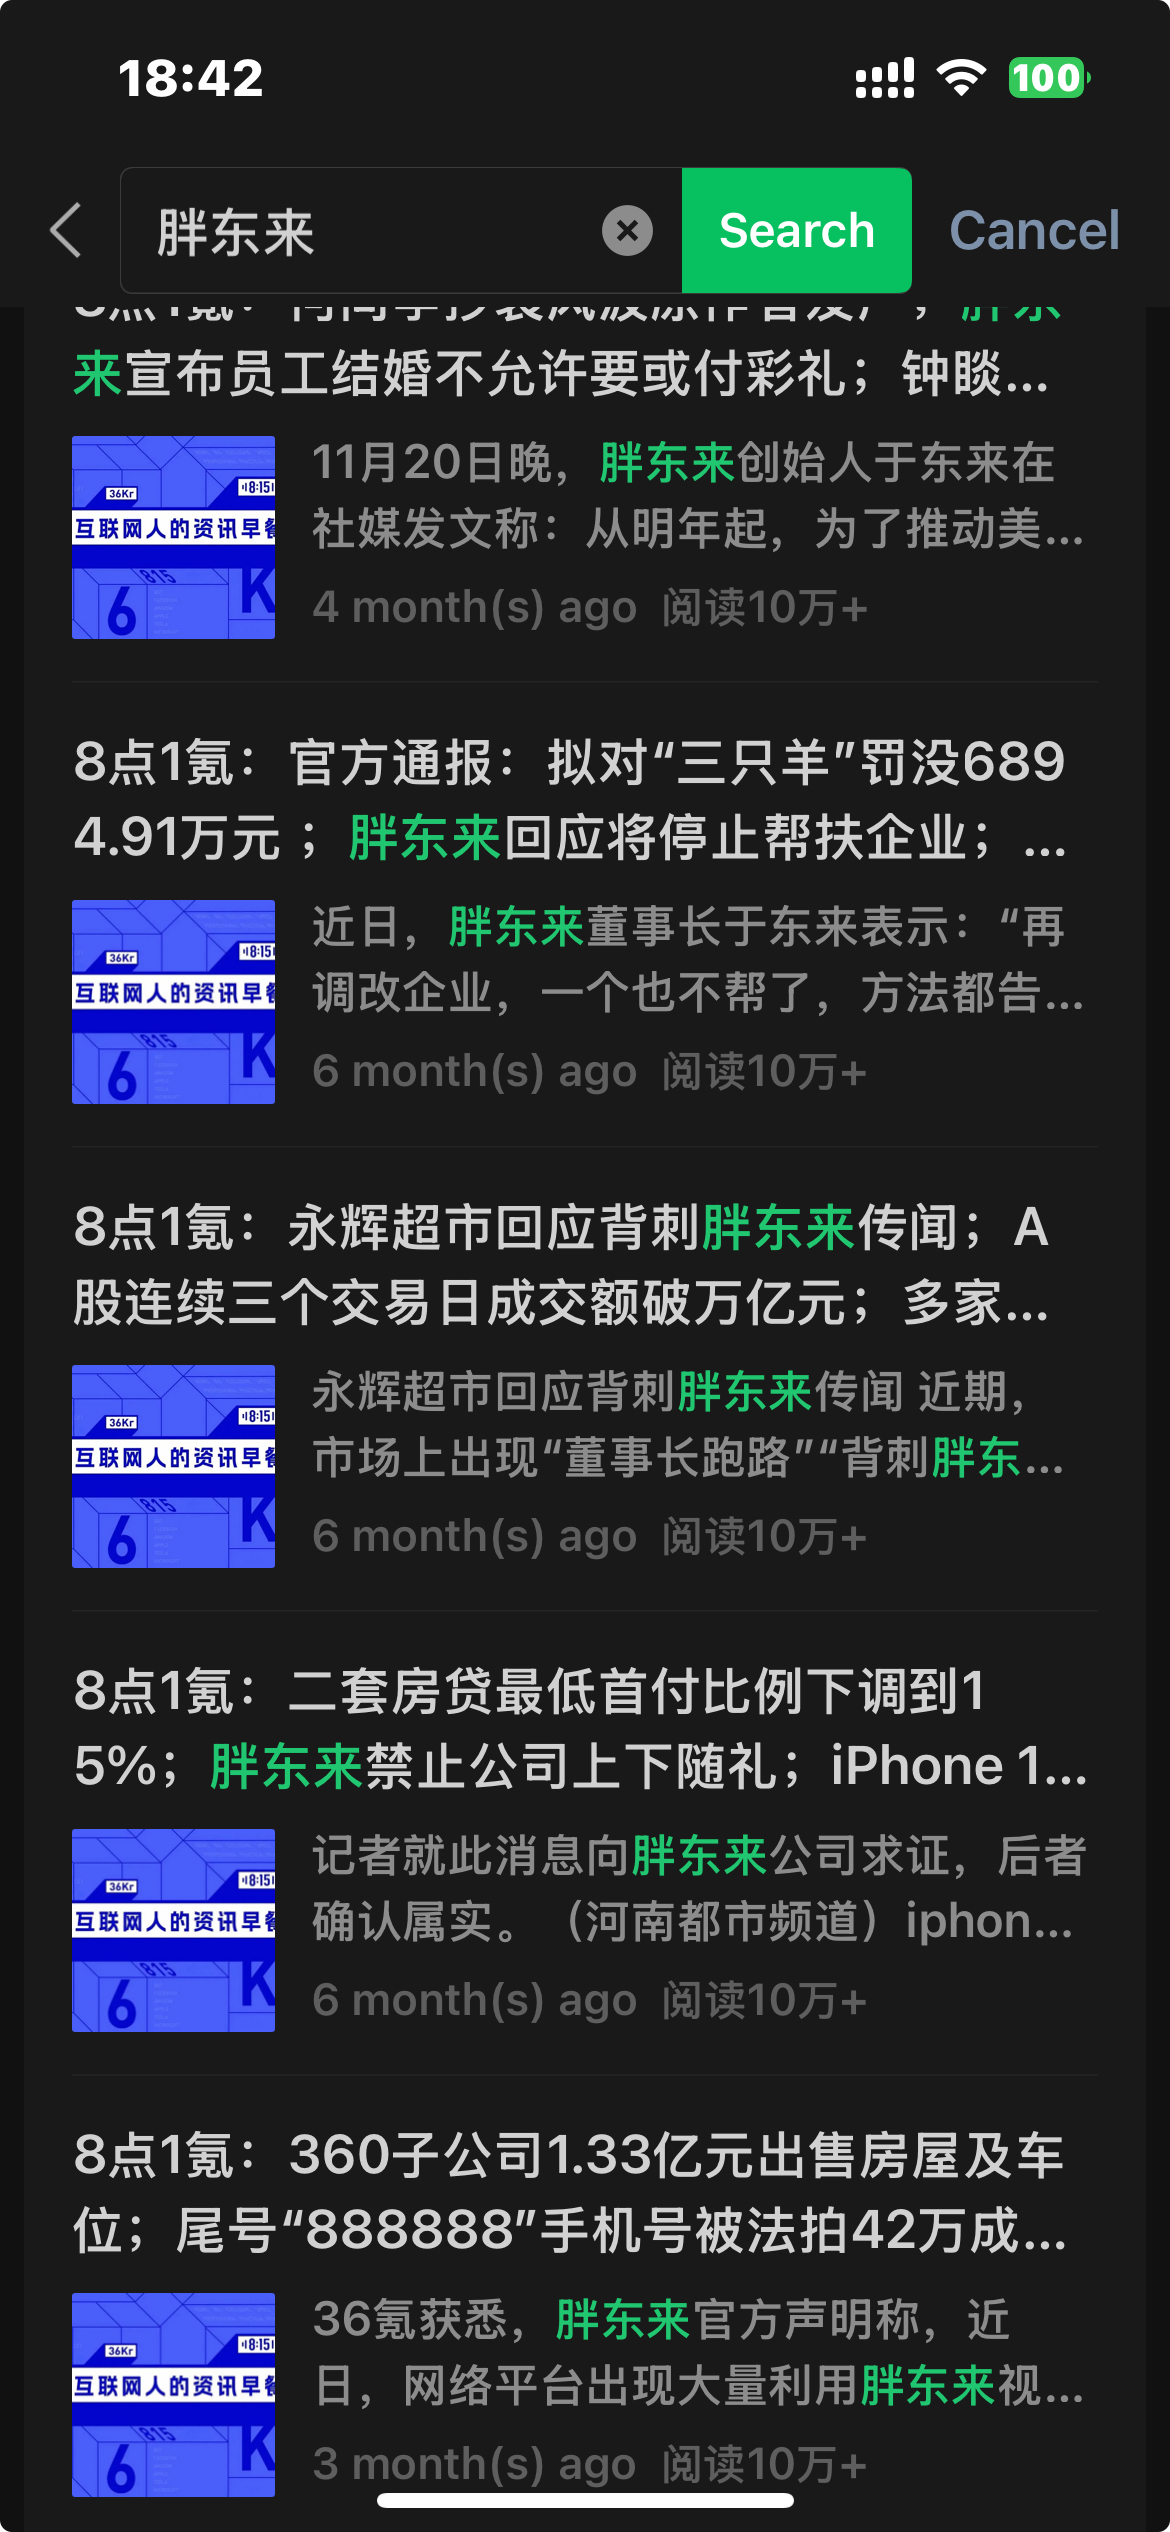 18:42
100
胖东来
Search
Cancel
来宣布员工结婚不允许要或付彩礼；钟睒...
36Kr
8:15
互联网人的资讯早餐
815
6
K
11月20日晚，胖东来创始人于东来在
社媒发文称：从明年起，为了推动美...
4 month(s) ago 阅读10万+
8点1氪：官方通报：拟对“三只羊”罚没689
4.91万元 ；胖东来回应将停止帮扶企业；...
36Kr
8:15
互联网人的资讯早餐
815
6
K
近日，胖东来董事长于东来表示：“再
调改企业，一个也不帮了，方法都告...
6 month(s) ago 阅读10万+
8点1氪：永辉超市回应背刺胖东来传闻；A
股连续三个交易日成交额破万亿元；多家...
36Kr
8:15
互联网人的资讯早餐
815
6
K
永辉超市回应背刺胖东来传闻 近期，
市场上出现“董事长跑路”“背刺胖东...
6 month(s) ago 阅读10万+
8点1氪：二套房贷最低首付比例下调到1
5%；胖东来禁止公司上下随礼；iPhone 1...
36Kr
8:15
互联网人的资讯早餐
815
6
K
记者就此消息向胖东来公司求证，后者
确认属实。（河南都市频道）iphon...
6 month(s) ago 阅读10万+
8点1氪：360子公司1.33亿元出售房屋及车
位；尾号“888888”手机号被法拍42万成...
36Kr
8:15
互联网人的资讯早餐
815
6
K
36氪获悉，胖东来官方声明称，近
日，网络平台出现大量利用胖东来视...
3 month(s) ago 阅读10万+